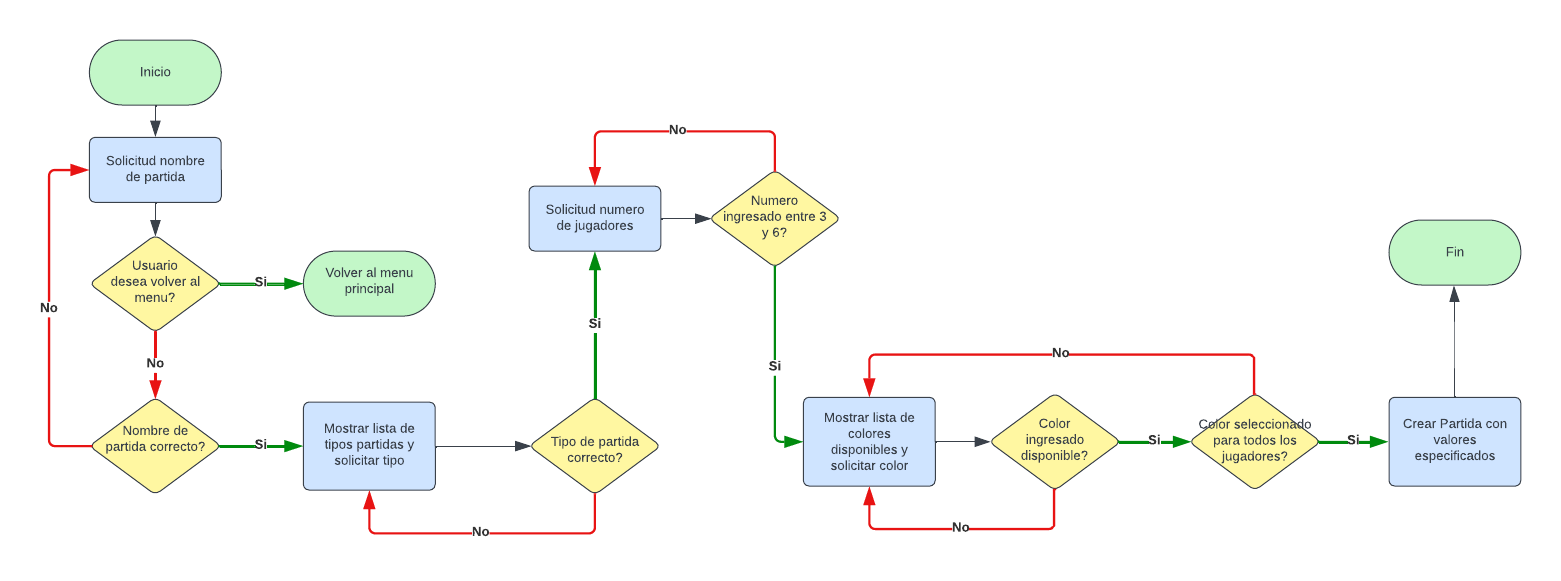 Inicio
Solicitud nombre
de partida
Usuario
desea volver al
menu?
Si
Volver al menu
principal
No
No
Nombre de
partida correcto?
Si
Mostrar lista de
tipos partidas y
solicitar tipo
Tipo de partida
correcto?
No
Si
Solicitud numero
de jugadores
No
Numero
ingresado entre 3
y 6?
Si
Mostrar lista de
colores
disponibles y
solicitar color
Color
ingresado
disponible?
No
Si
Color seleccionado
para todos los
jugadores?
No
Si
Crear Partida con
valores
especificados
Fin